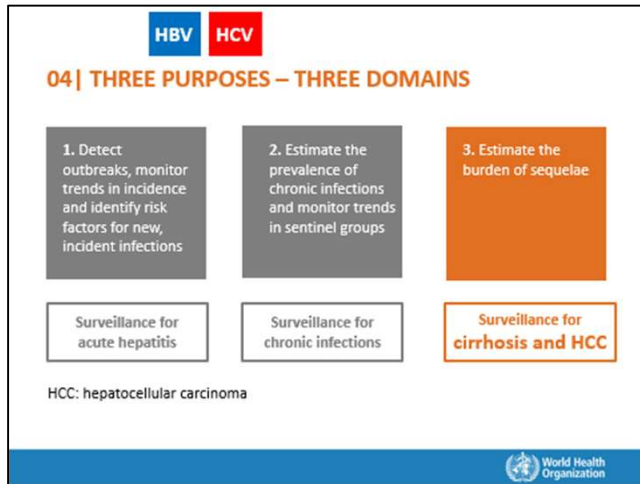 HBV HCV
04| THREE PURPOSES – THREE DOMAINS
1. Detect
outbreaks, monitor
trends in incidence
and identify risk
factors for new,
incident infections
2. Estimate the
prevalence of
chronic infections
and monitor trends
in sentinel groups
3. Estimate the
burden of sequelae
Surveillance for
acute hepatitis
Surveillance for
chronic infections
Surveillance for
cirrhosis and HCC
HCC: hepatocellular carcinoma
World Health
Organization